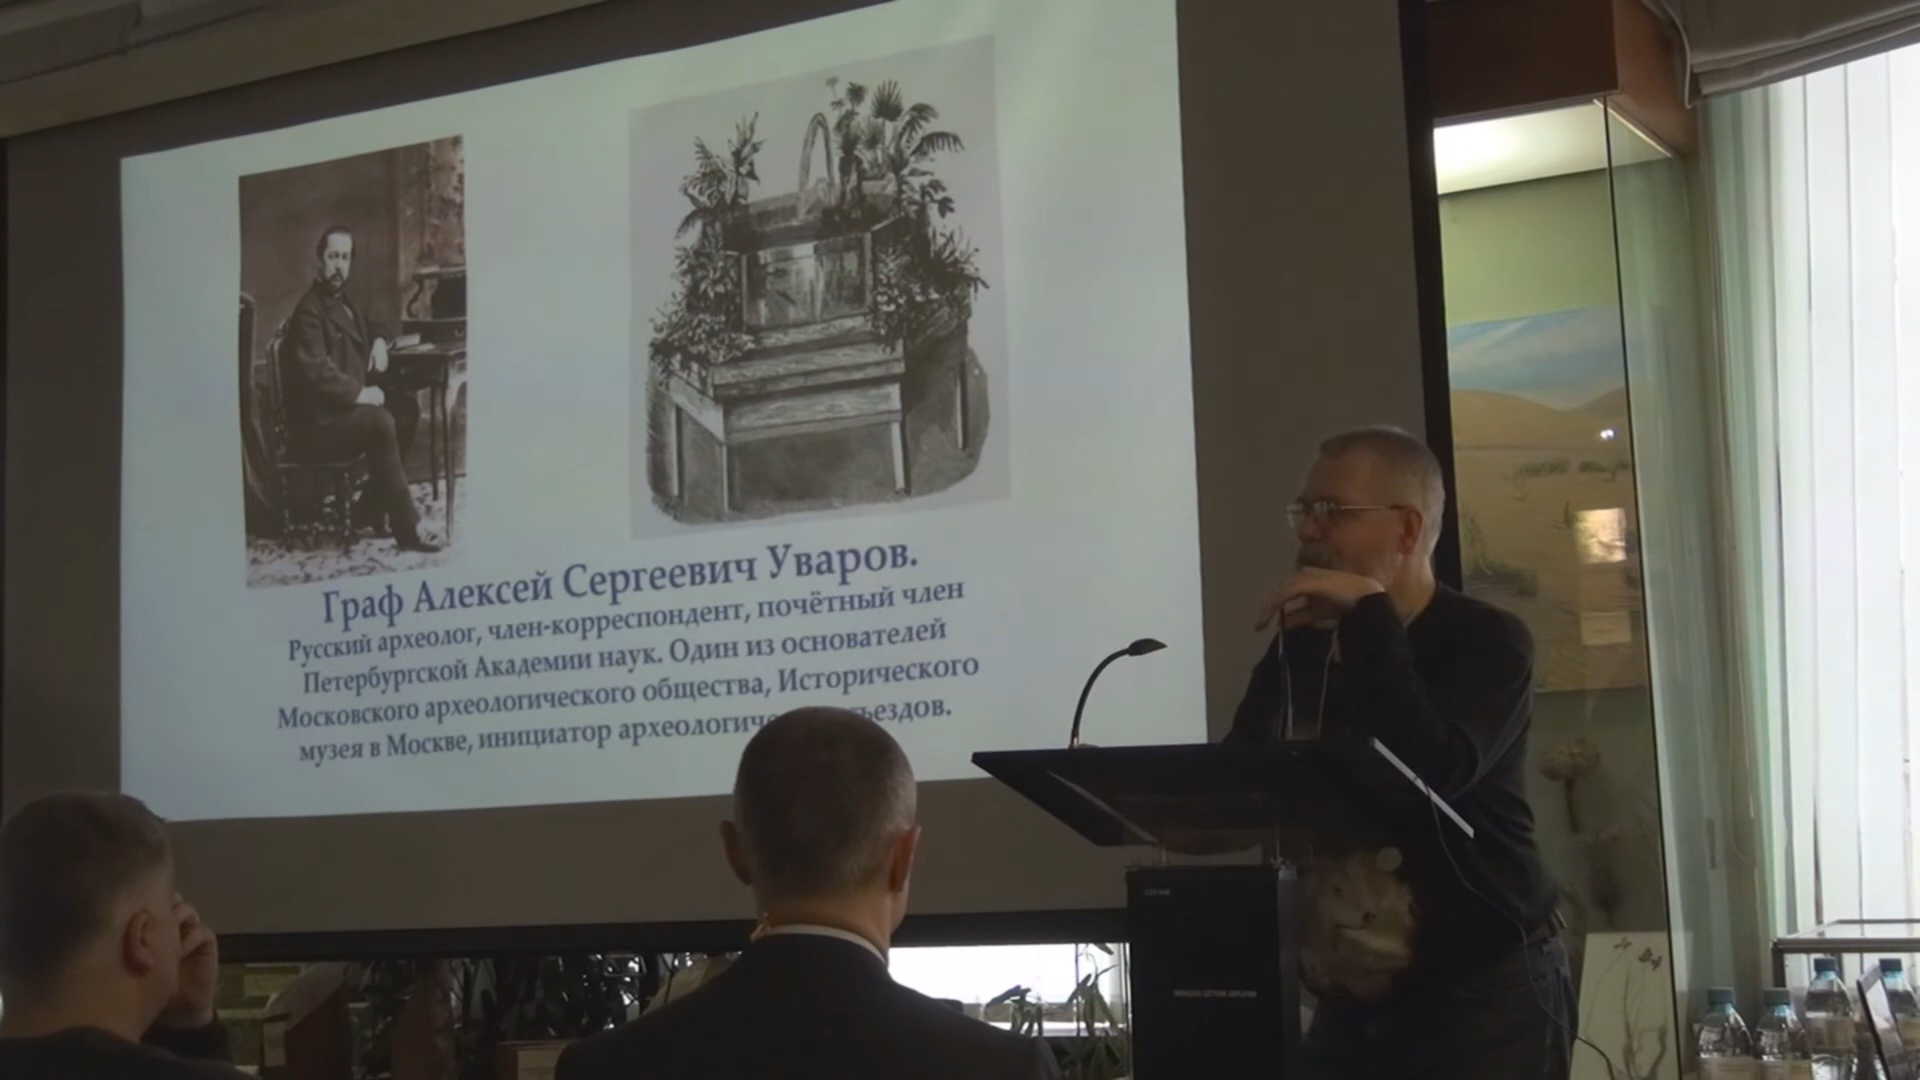 Граф Алексей Сергеевич Уваров.
Русский археолог, член-корреспондент, почётный член
Петербургской Академии наук. Один из основателей
Московского археологического общества, Исторического
музея в Москве, инициатор